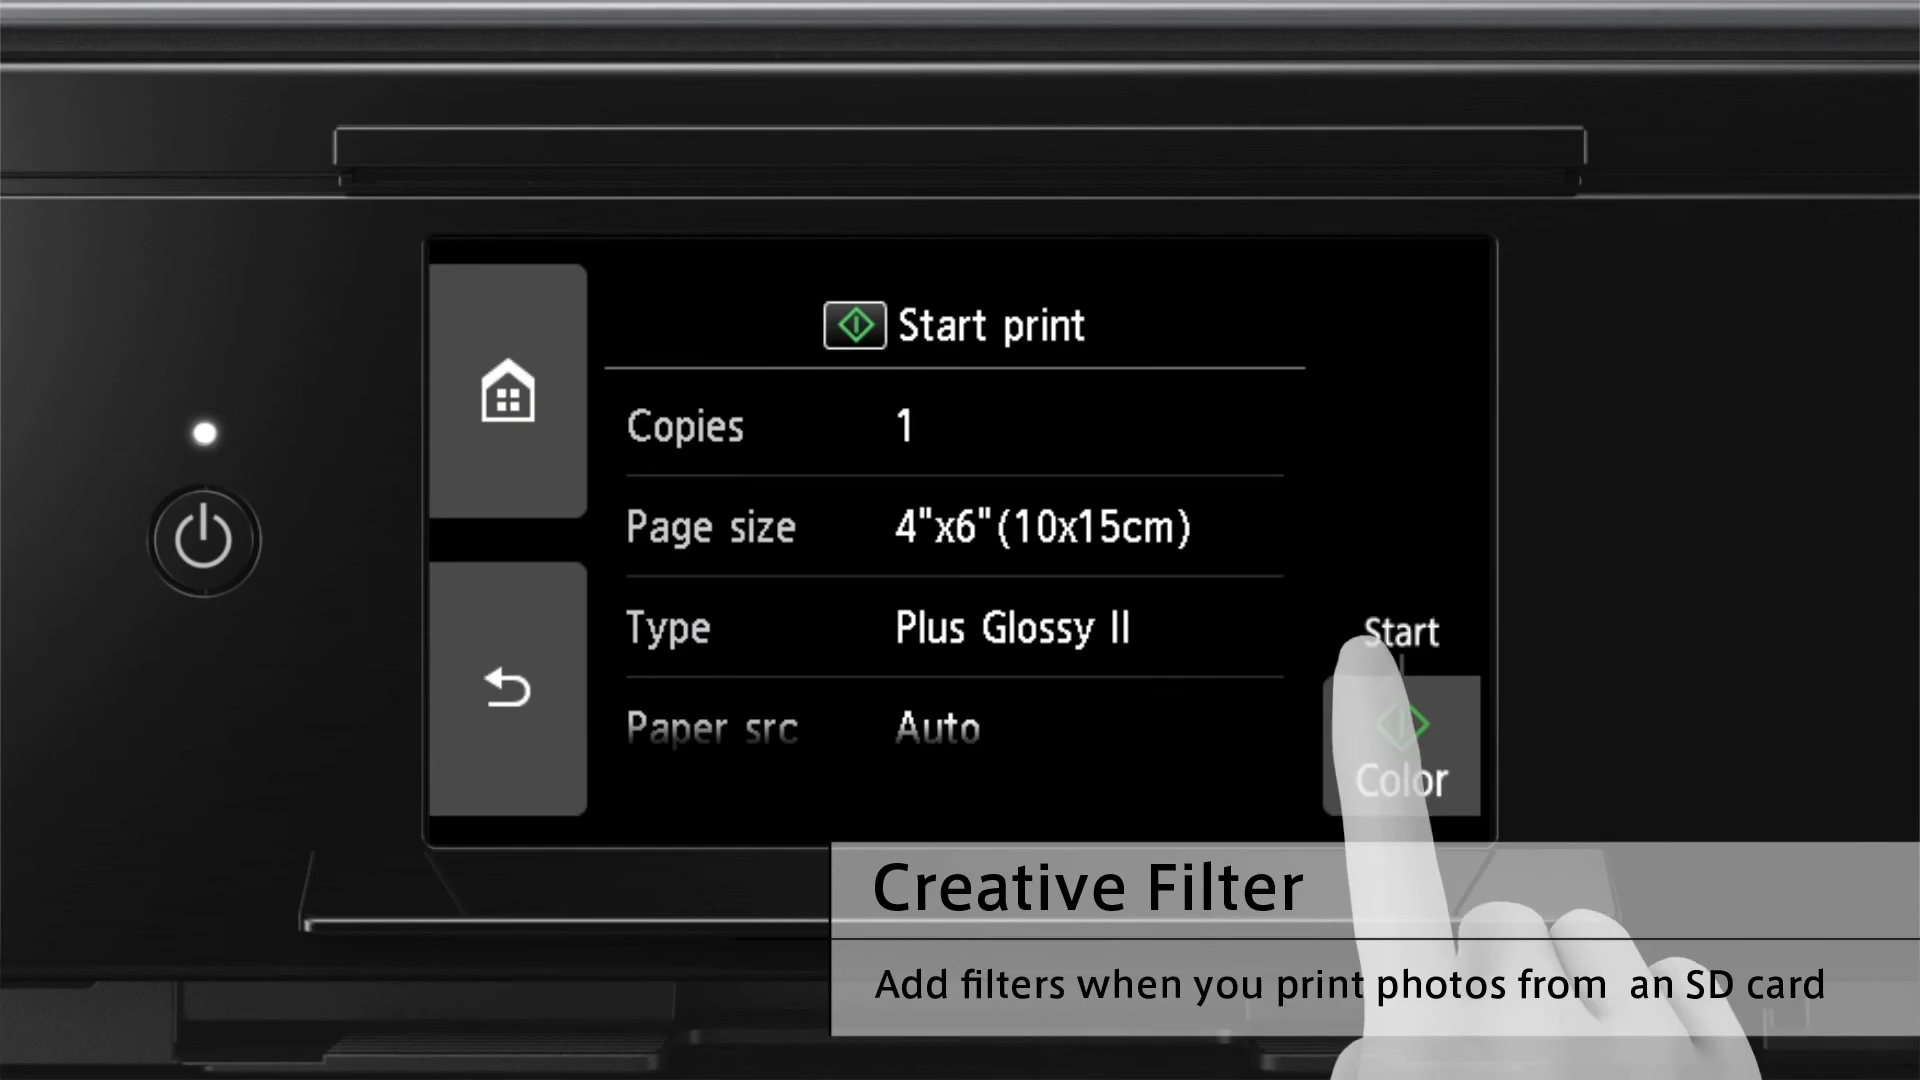 Start print
Copies 1
Page size 4"x6"(10x15cm)
Type Plus Glossy II
Paper src Auto
Start
Color
Creative Filter
Add filters when you print photos from an SD card